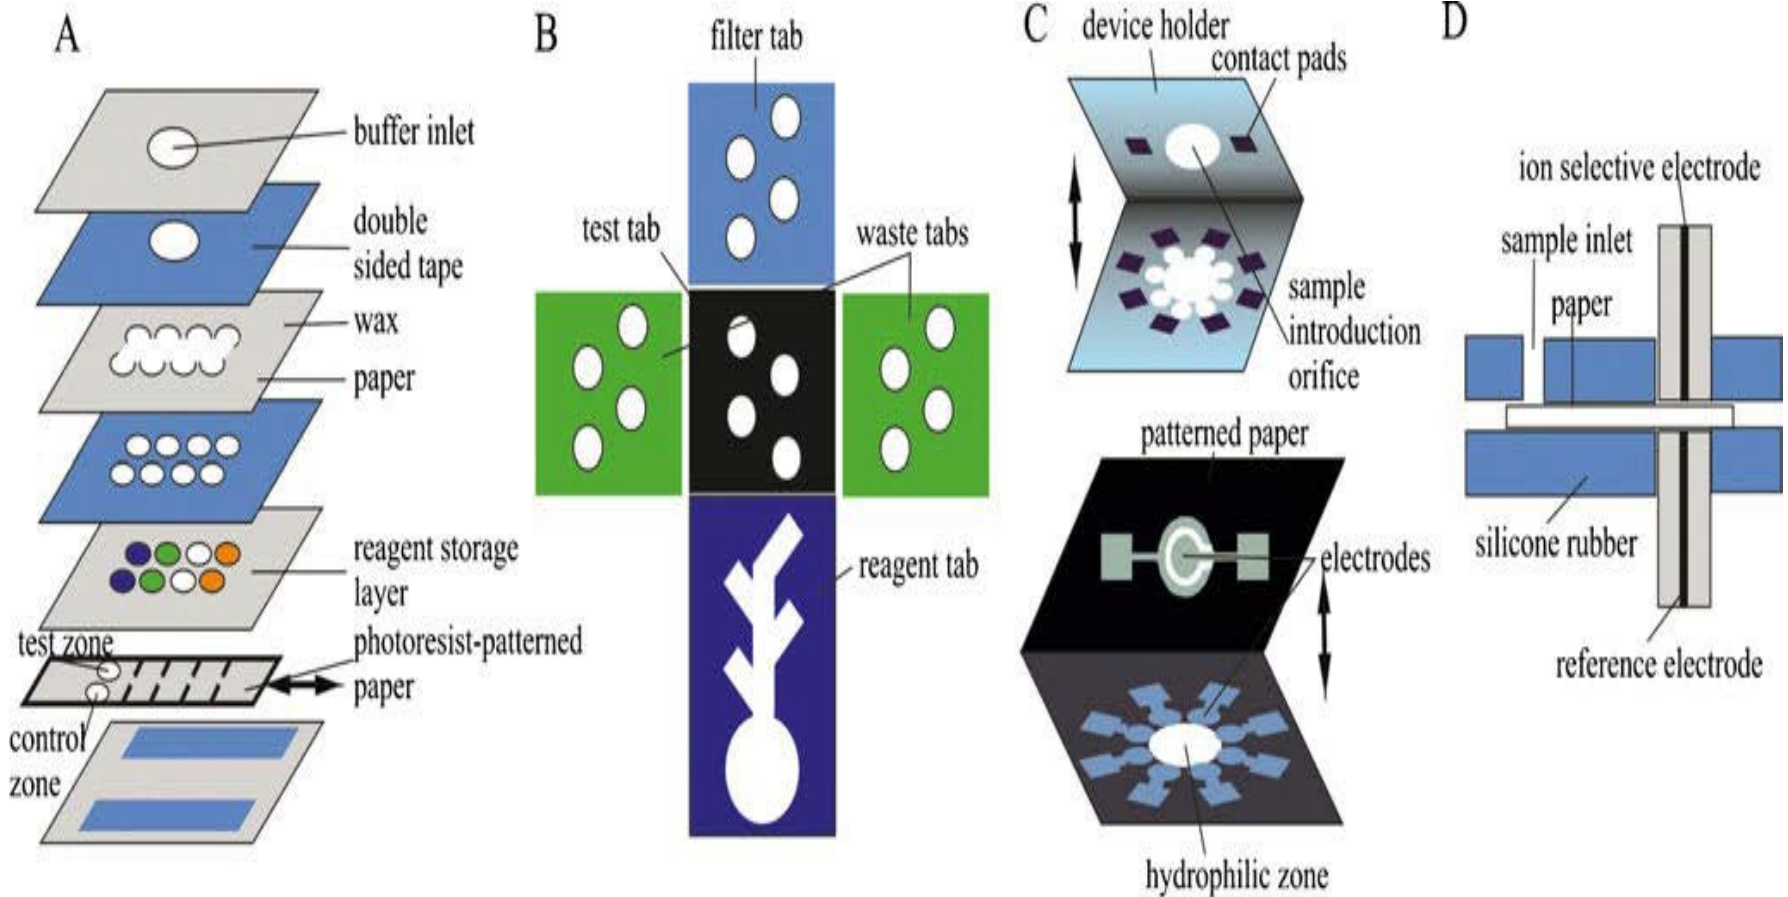 A
buffer inlet
double
sided tape
wax
paper
reagent storage
layer
test zone
photoresist-patterned
paper
control
zone
B
filter tab
test tab
waste tabs
reagent tab
C
device holder
contact pads
sample
introduction
orifice
patterned paper
electrodes
hydrophilic zone
D
ion selective electrode
sample inlet
paper
silicone rubber
reference electrode